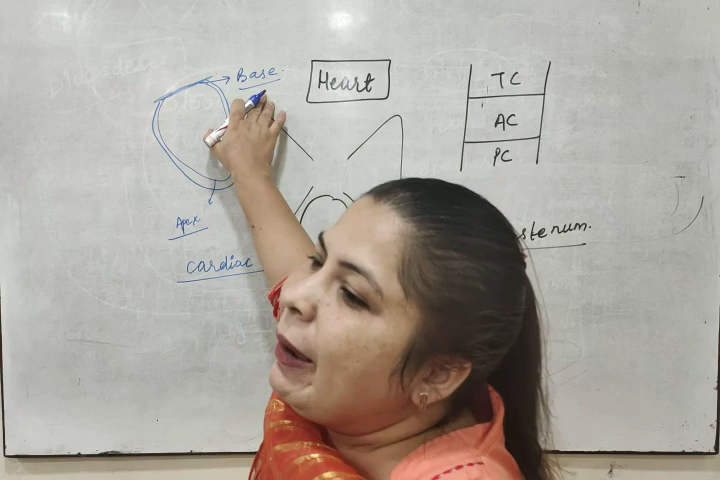 Base
Heart
TC
AC
PC
Apex
sternum.
cardiac